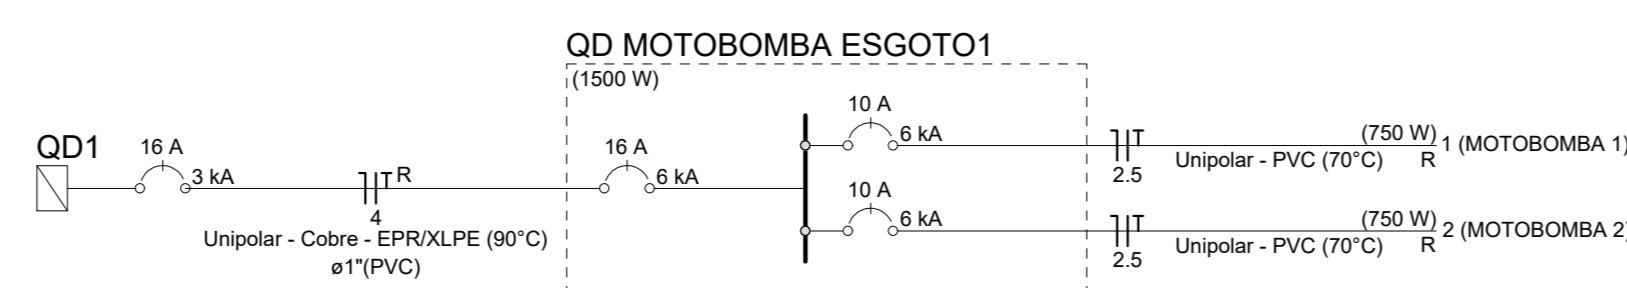 QD MOTOBOMBA ESGOTO1
(1500 W)
QD1
16 A
3 kA
R
4
Unipolar - Cobre - EPR/XLPE (90°C)
ø1"(PVC)
16 A
6 kA
10 A
6 kA
2.5
(750 W)
Unipolar - PVC (70°C)
R
1 (MOTOBOMBA 1)
10 A
6 kA
2.5
(750 W)
Unipolar - PVC (70°C)
R
2 (MOTOBOMBA 2)